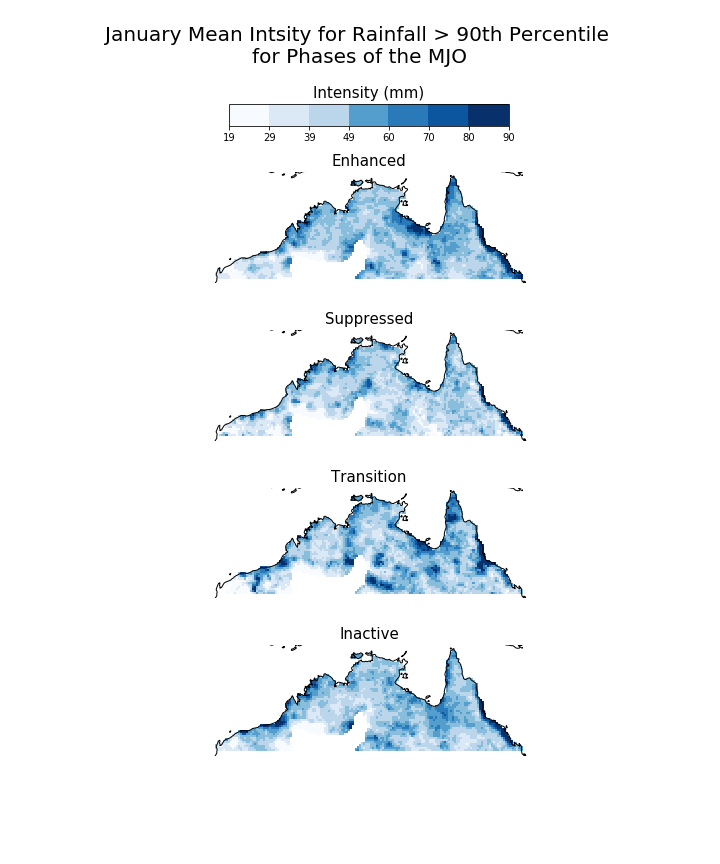 January Mean Intsity for Rainfall > 90th Percentile
for Phases of the MJO
Intensity (mm)
19 29 39 49 60 70 80 90
Enhanced
Suppressed
Transition
Inactive